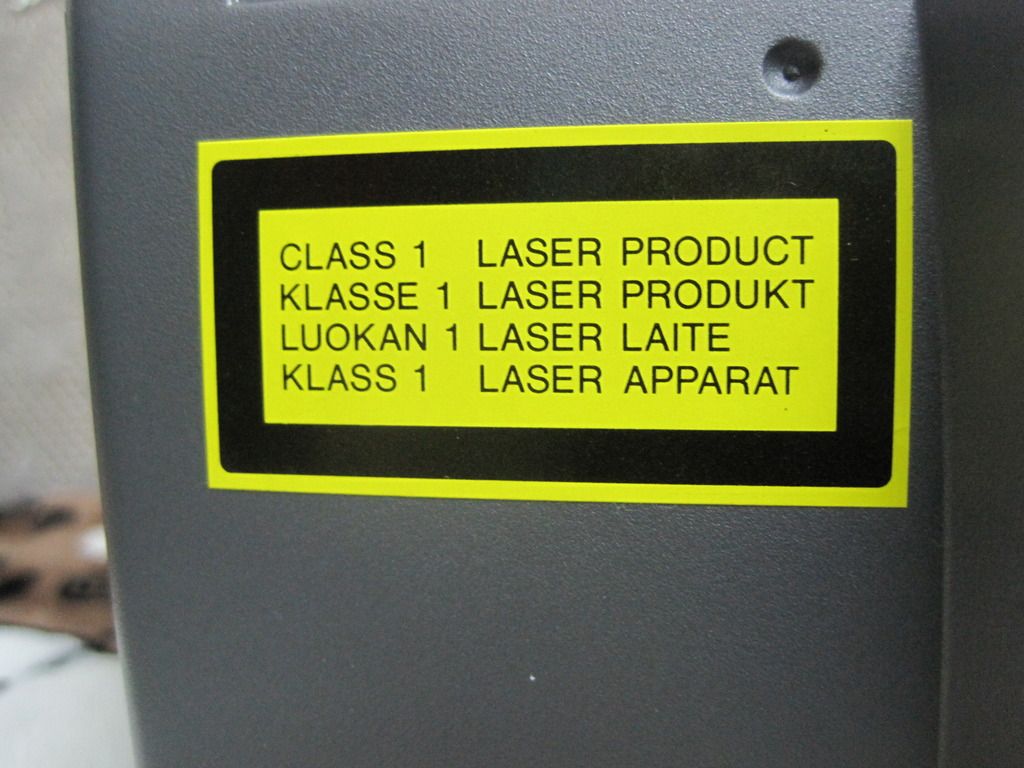 CLASS 1 LASER PRODUCT
KLASSE 1 LASER PRODUKT
LUOKAN 1 LASER LAITE
KLASS 1 LASER APPARAT